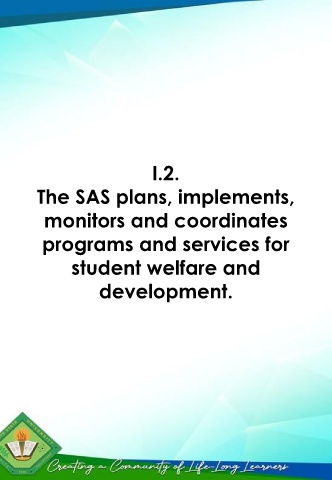 I.2.
The SAS plans, implements,
monitors and coordinates
programs and services for
student welfare and
development.
Creating a Community of Life-Long Learners